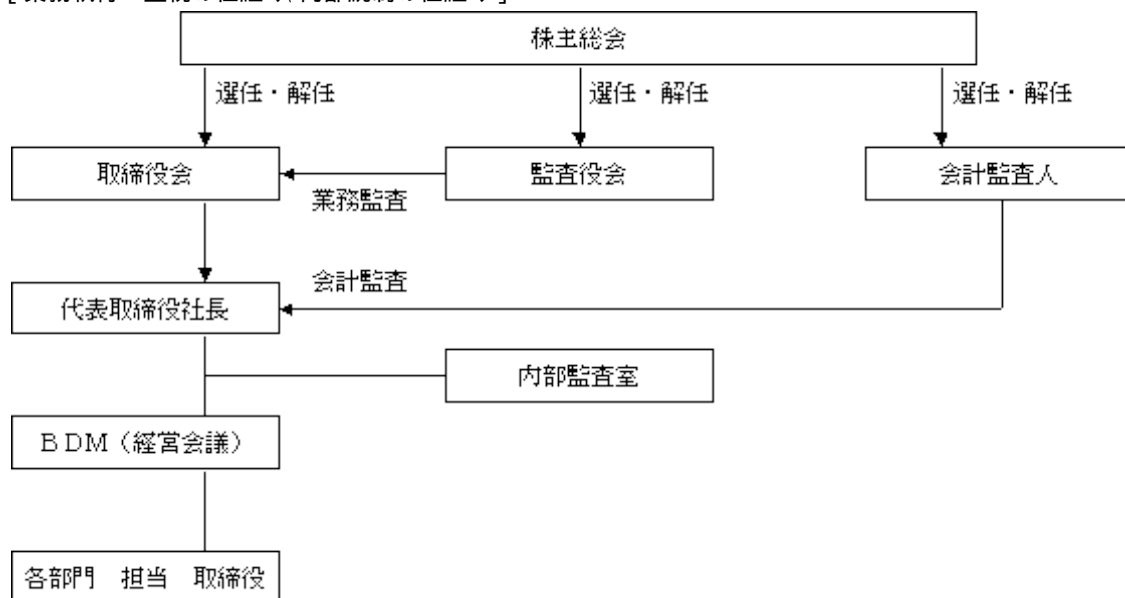 株主総会
選任・解任
選任・解任
選任・解任
取締役会
監査役会
会計監査人
業務監査
会計監査
代表取締役社長
内部監査室
ＢＤＭ（経営会議）
各部門　担当　取締役